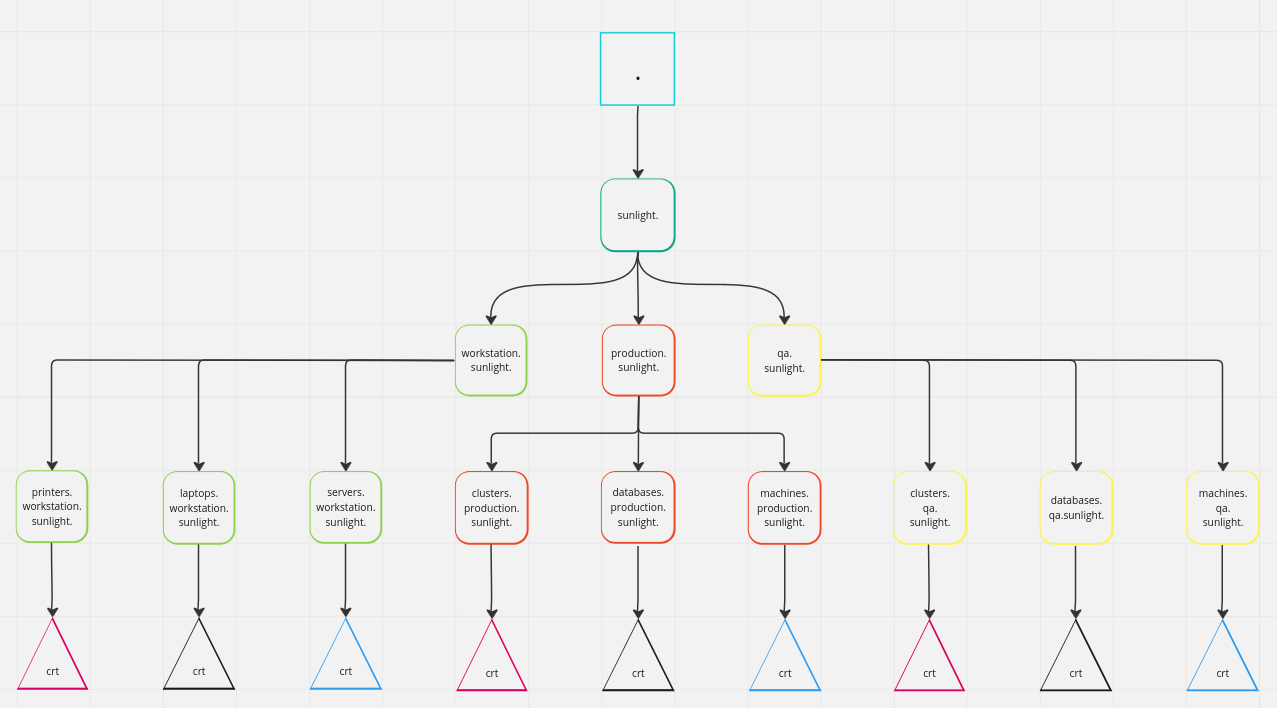 .
sunlight.
workstation.
sunlight.
production.
sunlight.
qa.
sunlight.
printers.
workstation.
sunlight.
laptops.
workstation.
sunlight.
servers.
workstation.
sunlight.
clusters.
production.
sunlight.
databases.
production.
sunlight.
machines.
production.
sunlight.
clusters.
qa.
sunlight.
databases.
qa.sunlight.
machines.
qa.
sunlight.
crt
crt
crt
crt
crt
crt
crt
crt
crt